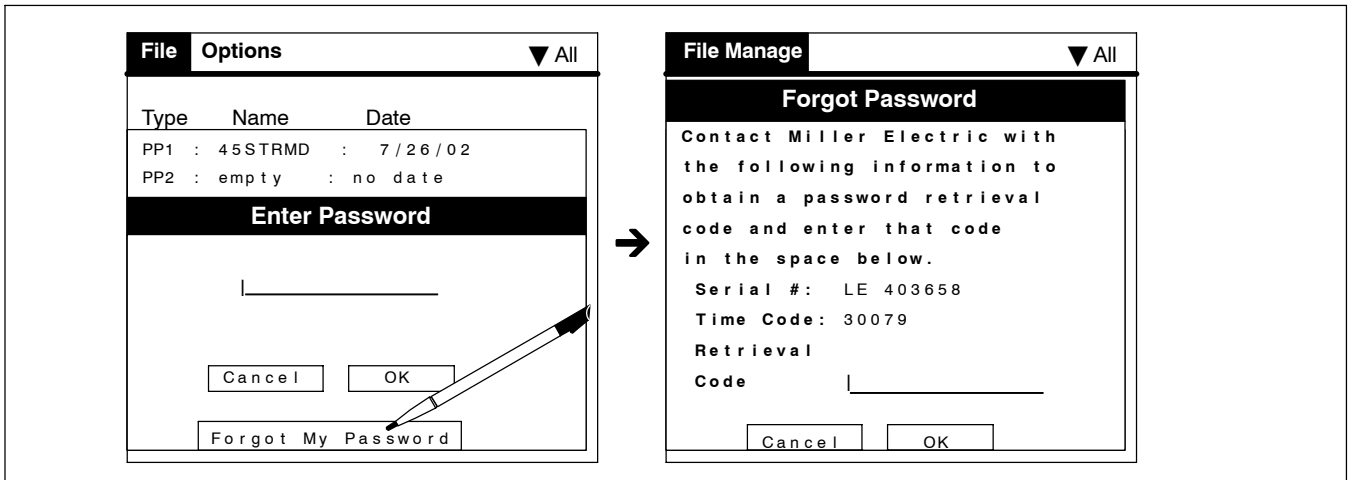 File Options ▼ All
Type Name Date
PP1 : 45STRMD : 7/26/02
PP2 : empty : no date
Enter Password
Cancel OK
Forgot My Password
File Manage ▼ All
Forgot Password
Contact Miller Electric with
the following information to
obtain a password retrieval
code and enter that code
in the space below.
Serial #: LE 403658
Time Code: 30079
Retrieval
Code
Cancel OK